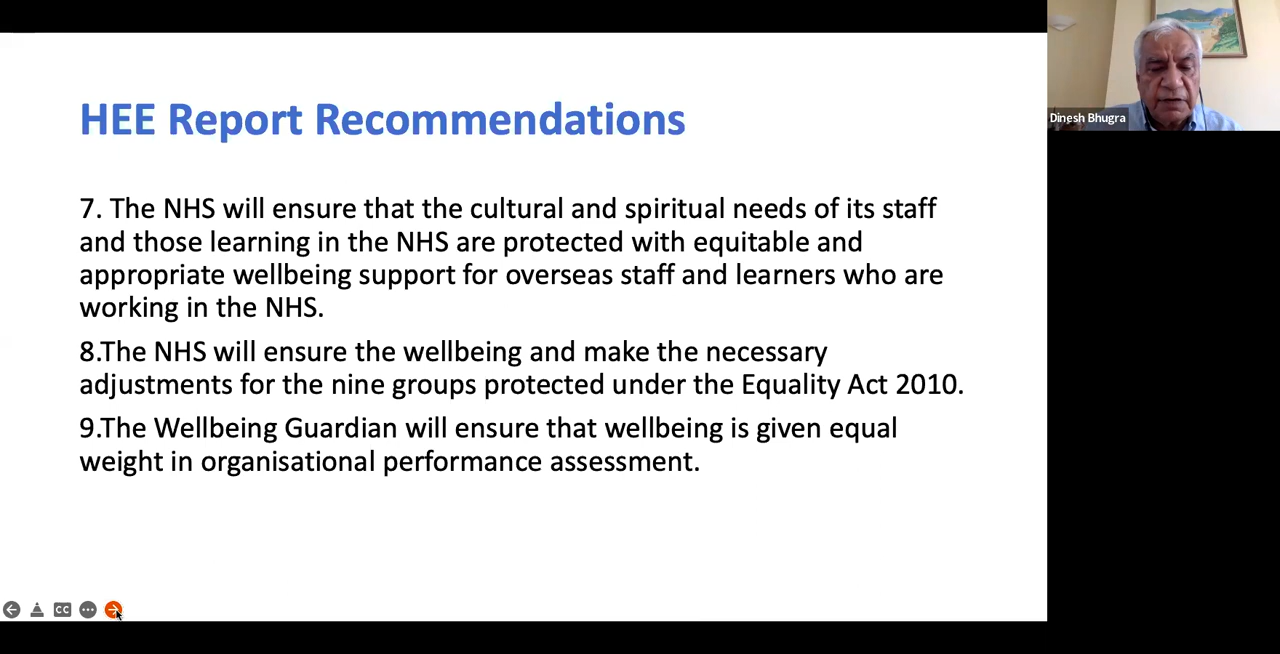 HEE Report Recommendations
7. The NHS will ensure that the cultural and spiritual needs of its staff
and those learning in the NHS are protected with equitable and
appropriate wellbeing support for overseas staff and learners who are
working in the NHS.
8.The NHS will ensure the wellbeing and make the necessary
adjustments for the nine groups protected under the Equality Act 2010.
9.The Wellbeing Guardian will ensure that wellbeing is given equal
weight in organisational performance assessment.
Dinesh Bhugra
CC